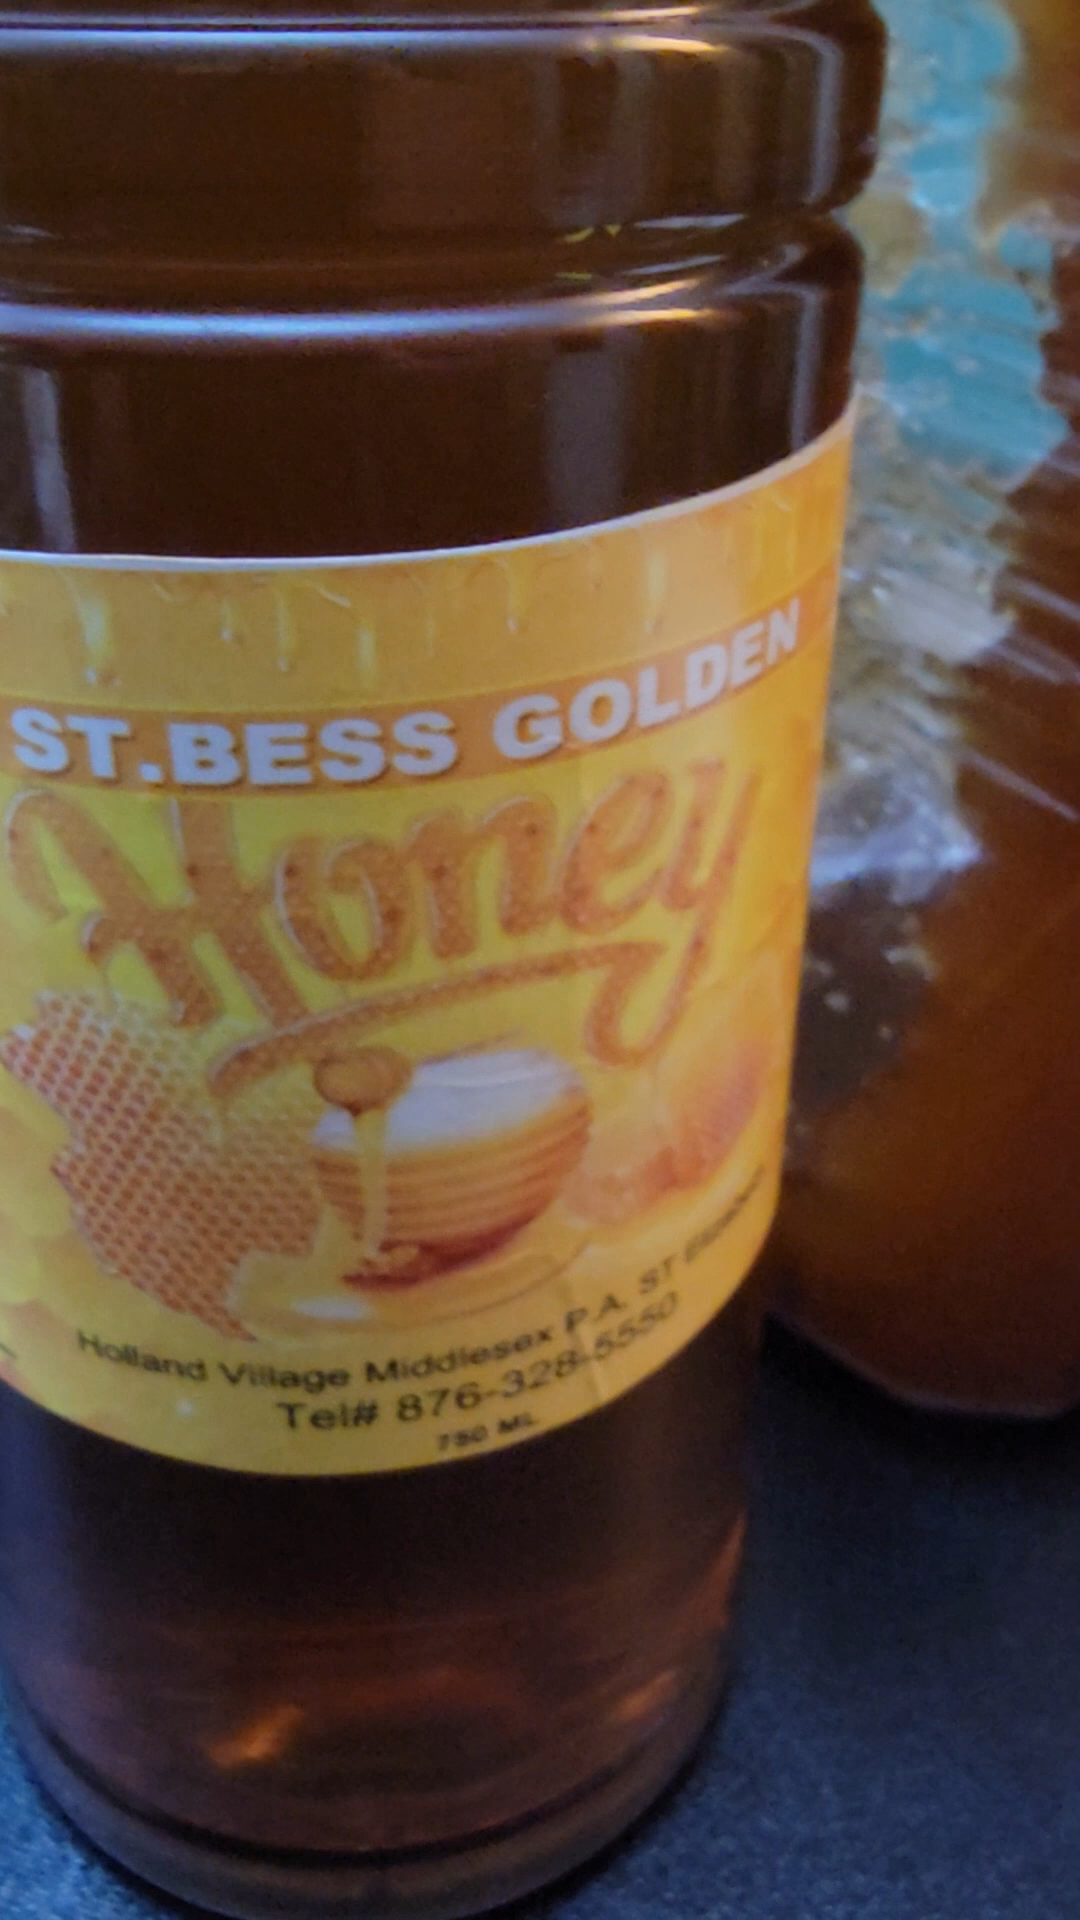 ST.BESS GOLDEN
Honey
Holland Village Middlesex P.A. ST
Tel# 876-328-5550
750 ML